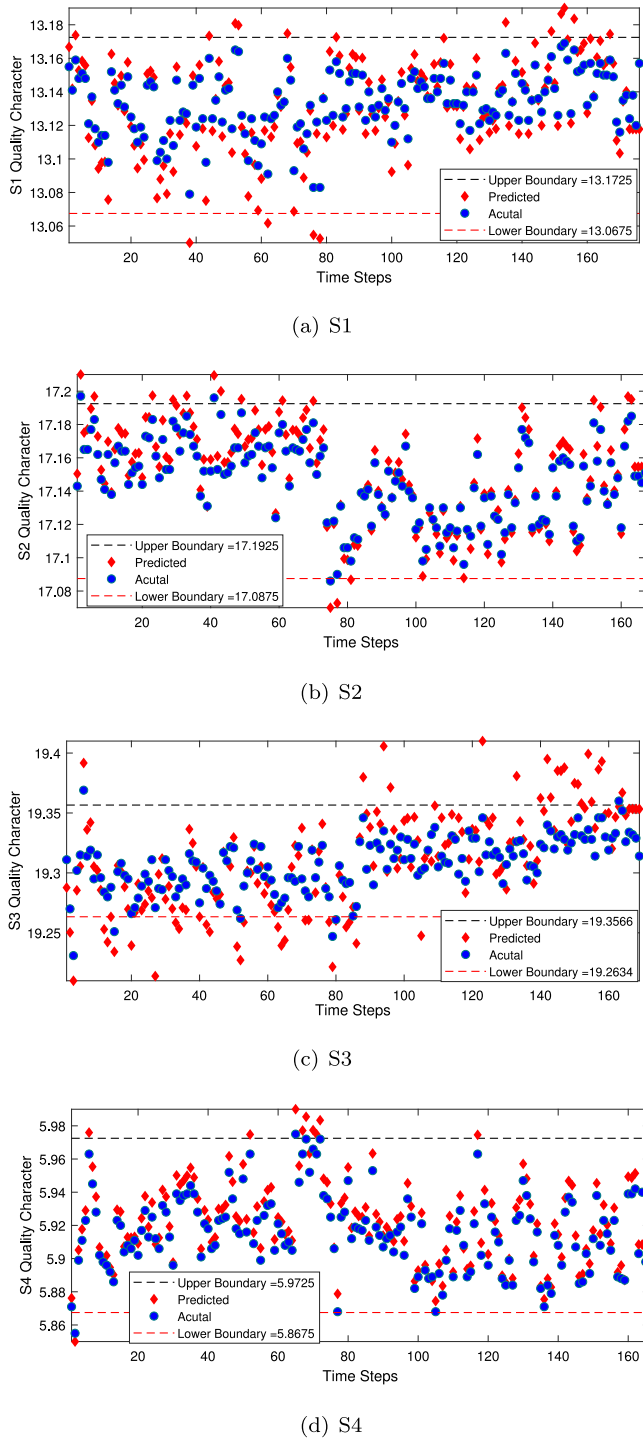 13.18
13.16
13.14
13.12
13.1
13.08
13.06
S1 Quality Character
Upper Boundary =13.1725
Predicted
Acutal
Lower Boundary =13.0675
20 40 60 80 100 120 140 160
Time Steps
(a) S1
17.2
17.18
17.16
17.14
17.12
17.1
17.08
S2 Quality Character
Upper Boundary =17.1925
Predicted
Acutal
Lower Boundary =17.0875
20 40 60 80 100 120 140 160
Time Steps
(b) S2
19.4
19.35
19.3
19.25
S3 Quality Character
Upper Boundary =19.3566
Predicted
Acutal
Lower Boundary =19.2634
20 40 60 80 100 120 140 160
Time Steps
(c) S3
5.98
5.96
5.94
5.92
5.9
5.88
5.86
S4 Quality Character
Upper Boundary =5.9725
Predicted
Acutal
Lower Boundary =5.8675
20 40 60 80 100 120 140 160
Time Steps
(d) S4